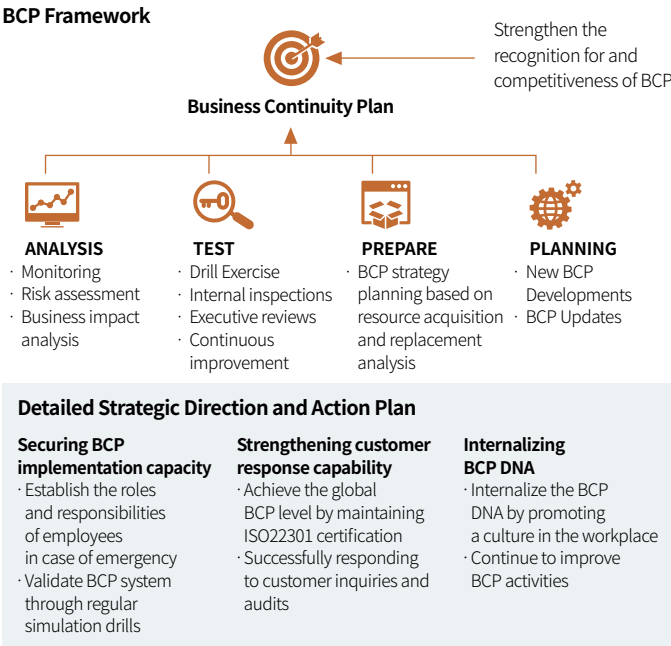 BCP Framework
Strengthen the
recognition for and
competitiveness of BCP
Business Continuity Plan
ANALYSIS
· Monitoring
· Risk assessment
· Business impact
analysis
TEST
· Drill Exercise
· Internal inspections
· Executive reviews
· Continuous
improvement
PREPARE
· BCP strategy
planning based on
resource acquisition
and replacement
analysis
PLANNING
· New BCP
Developments
· BCP Updates
Detailed Strategic Direction and Action Plan
Securing BCP
implementation capacity
· Establish the roles
and responsibilities
of employees
in case of emergency
· Validate BCP system
through regular
simulation drills
Strengthening customer
response capability
· Achieve the global
BCP level by maintaining
ISO22301 certification
· Successfully responding
to customer inquiries and
audits
Internalizing
BCP DNA
· Internalize the BCP
DNA by promoting
a culture in the workplace
· Continue to improve
BCP activities